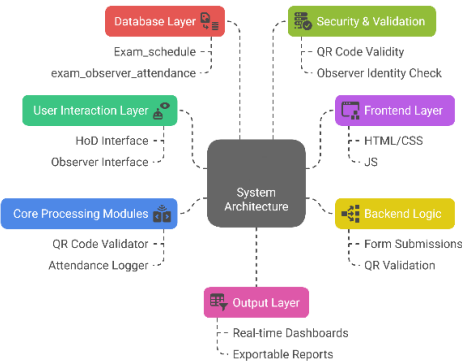 Database Layer
Exam_schedule
exam_observer_attendance
Security & Validation
QR Code Validity
Observer Identity Check
User Interaction Layer
HoD Interface
Observer Interface
Frontend Layer
HTML/CSS
JS
System
Architecture
Core Processing Modules
QR Code Validator
Attendance Logger
Backend Logic
Form Submissions
QR Validation
Output Layer
Real-time Dashboards
Exportable Reports